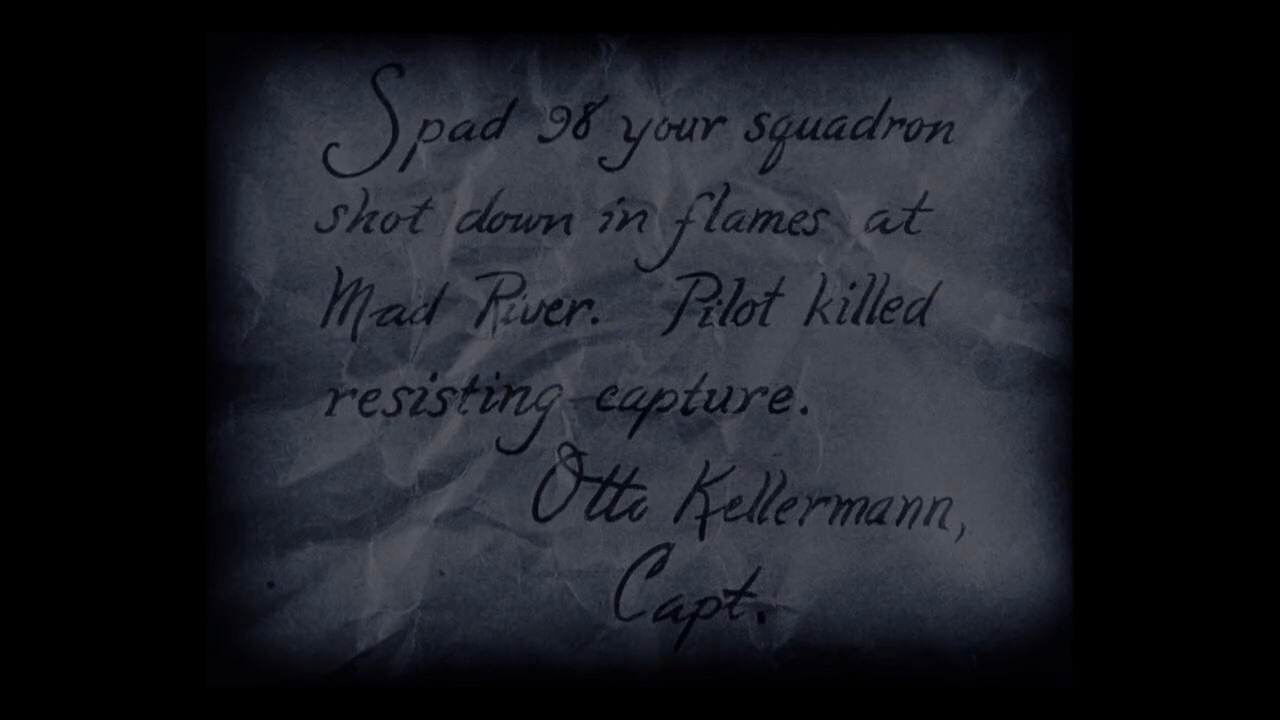 Spad 98 your squadron
shot down in flames at
Mad River. Pilot killed
resisting capture.
Otto Kellermann,
Capt.